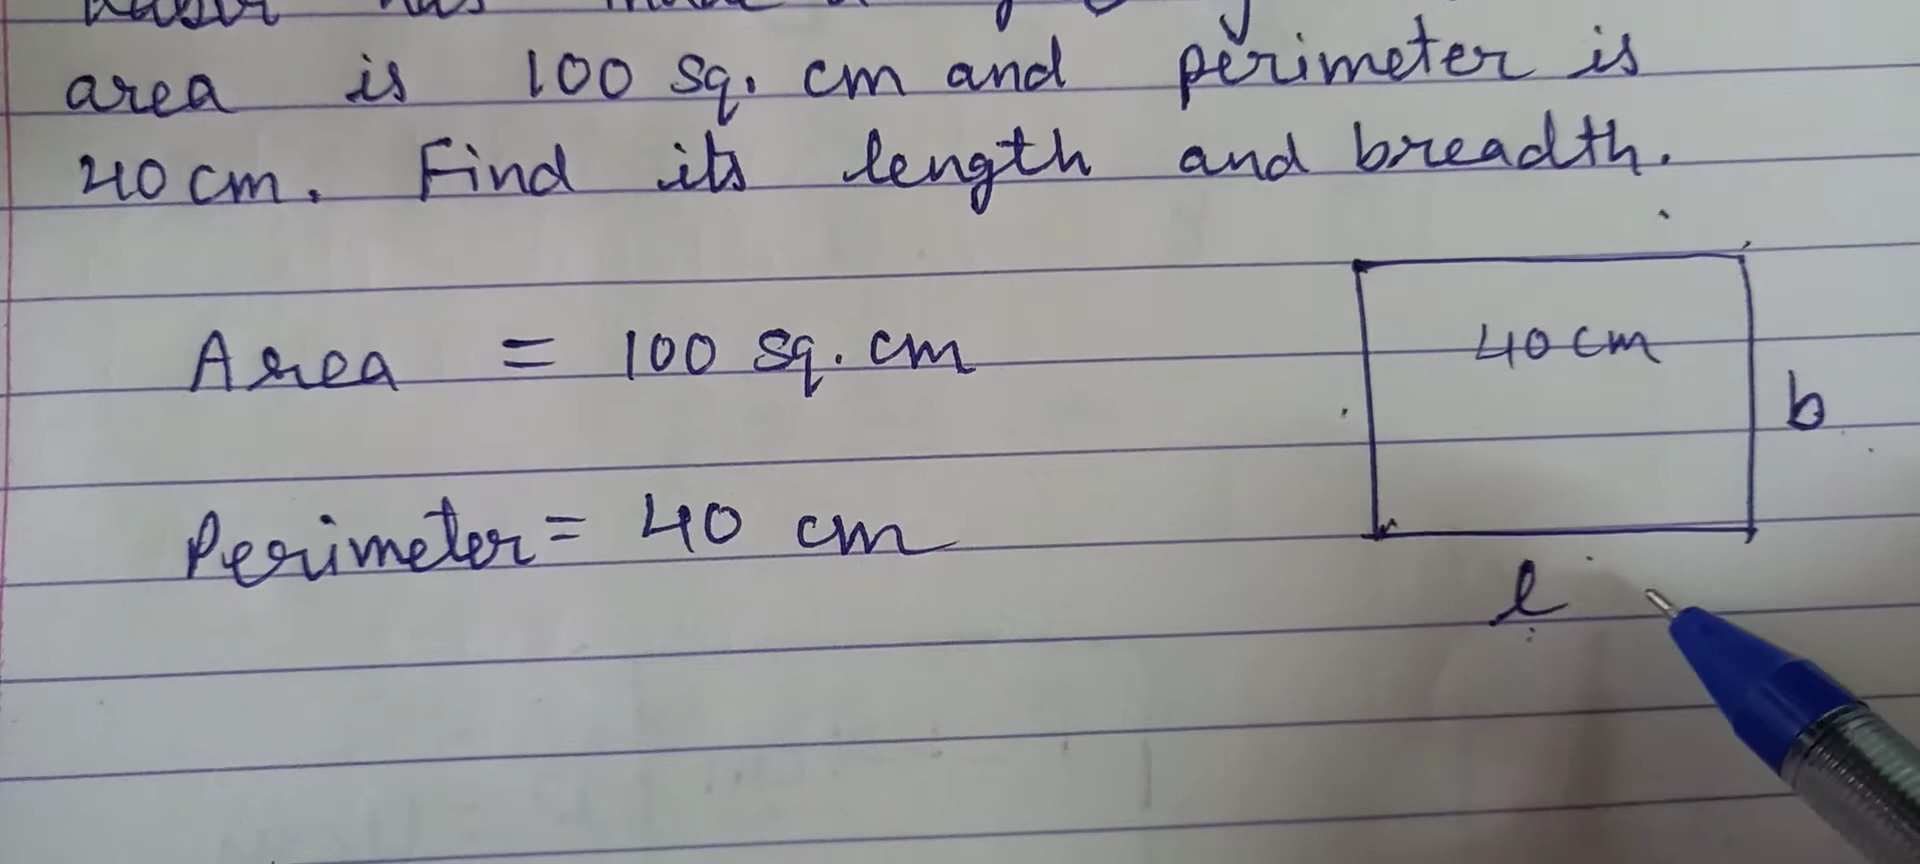 has
area is 100 sq. cm and perimeter is
40 cm. Find its length and breadth.
Area = 100 sq. cm
40 cm
b
Perimeter = 40 cm
l